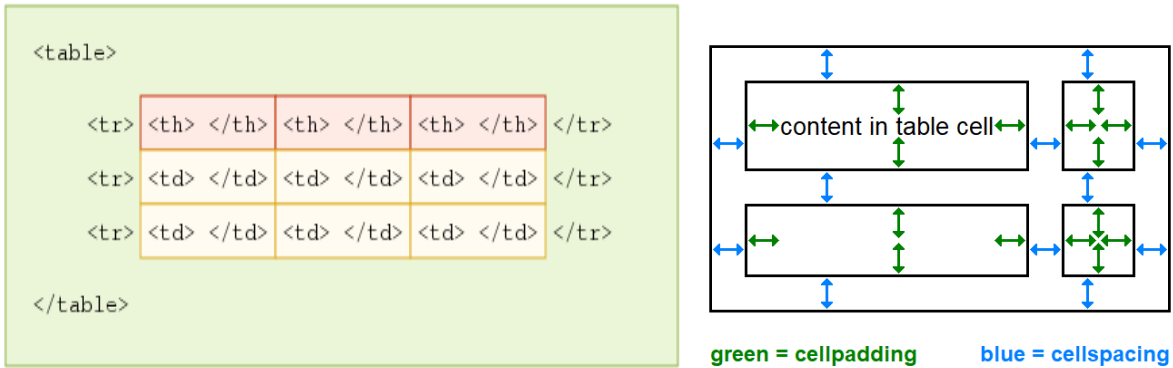 <table>
<tr> <th> </th> <th> </th> <th> </th> </tr>
<tr> <td> </td> <td> </td> <td> </td> </tr>
<tr> <td> </td> <td> </td> <td> </td> </tr>
</table>
content in table cell
green = cellpadding
blue = cellspacing